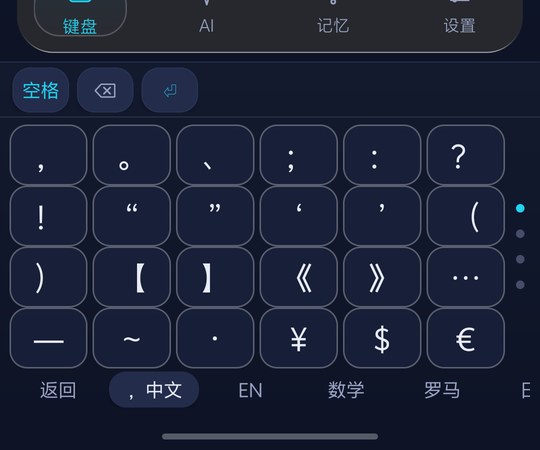 键盘 AI 记忆 设置
空格
， 。 、 ； ： ？
！ “ ” ‘ ’ （
） 【 】 《 》 …
— ~ · ¥ $ €
返回 ，中文 EN 数学 罗马